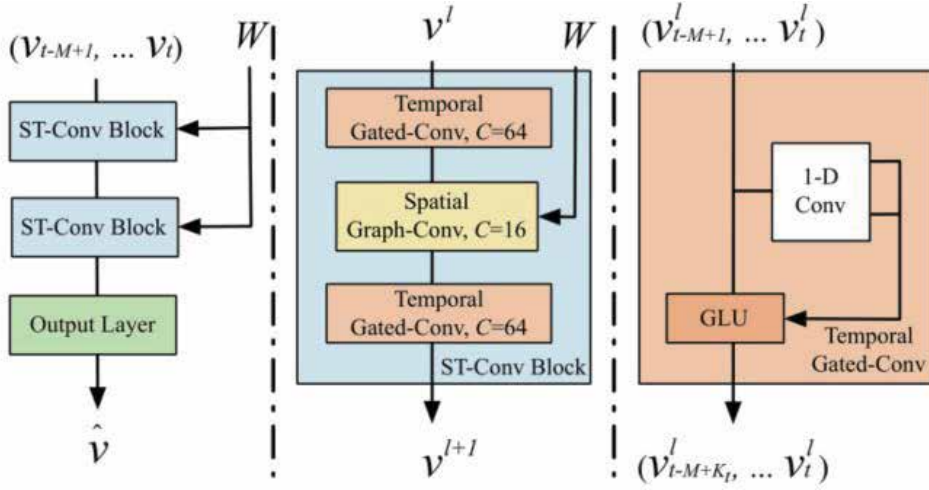 (v_{t-M+1}, ... v_t)
W
ST-Conv Block
ST-Conv Block
Output Layer
v̂
v^l
W
Temporal
Gated-Conv, C=64
Spatial
Graph-Conv, C=16
Temporal
Gated-Conv, C=64
ST-Conv Block
v^{l+1}
(v^l_{t-M+1}, ... v^l_t)
1-D
Conv
GLU
Temporal
Gated-Conv
(v^l_{t-M+K_t}, ... v^l_t)